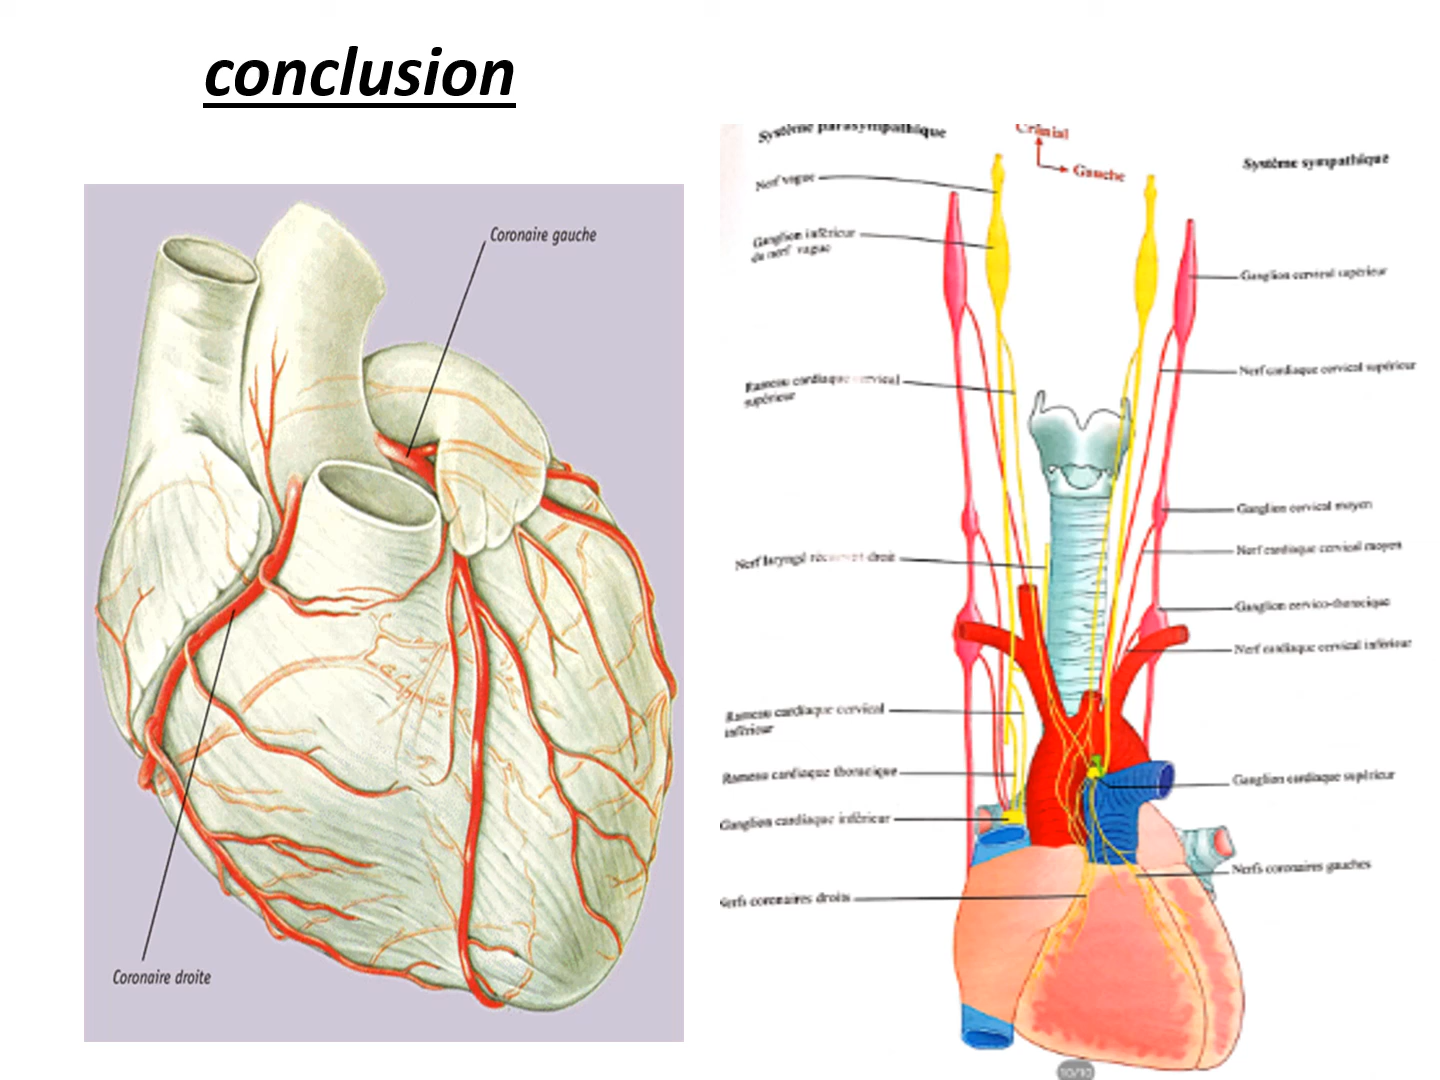 conclusion
Coronaire gauche
Coronaire droite
Système parasympathique
Crânial
Gauche
Système sympathique
Nerf vague
Ganglion inférieur
du nerf vague
Ganglion cervical supérieur
Nerf cardiaque cervical supérieur
Rameau cardiaque cervical
supérieur
Ganglion cervical moyen
Nerf cardiaque cervical moyen
Nerf laryngé récurrent droit
Ganglion cervico-thoracique
Nerf cardiaque cervical inférieur
Rameau cardiaque cervical
inférieur
Rameau cardiaque thoracique
Ganglion cardiaque supérieur
Ganglion cardiaque inférieur
Nerfs coronaires gauches
Nerfs coronaires droits
10/10